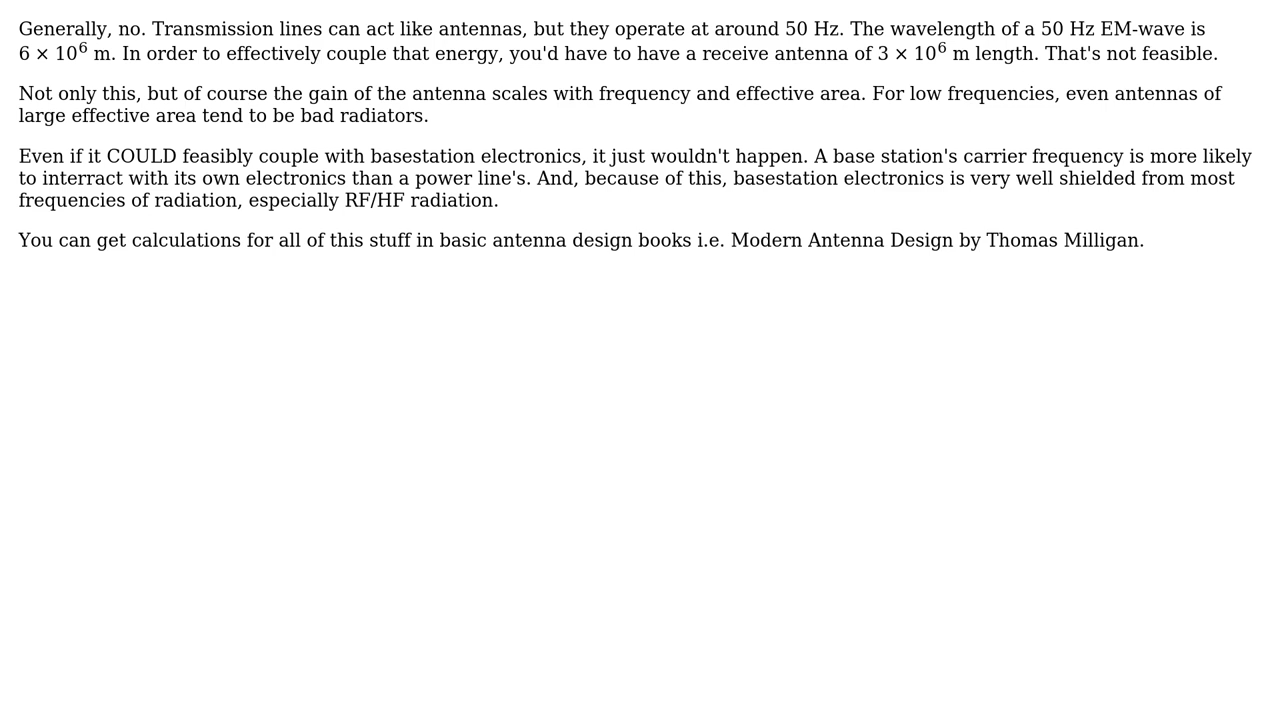 Generally, no. Transmission lines can act like antennas, but they operate at around 50 Hz. The wavelength of a 50 Hz EM-wave is
6 × 10⁶ m. In order to effectively couple that energy, you'd have to have a receive antenna of 3 × 10⁶ m length. That's not feasible.
Not only this, but of course the gain of the antenna scales with frequency and effective area. For low frequencies, even antennas of
large effective area tend to be bad radiators.
Even if it COULD feasibly couple with basestation electronics, it just wouldn't happen. A base station's carrier frequency is more likely
to interract with its own electronics than a power line's. And, because of this, basestation electronics is very well shielded from most
frequencies of radiation, especially RF/HF radiation.
You can get calculations for all of this stuff in basic antenna design books i.e. Modern Antenna Design by Thomas Milligan.